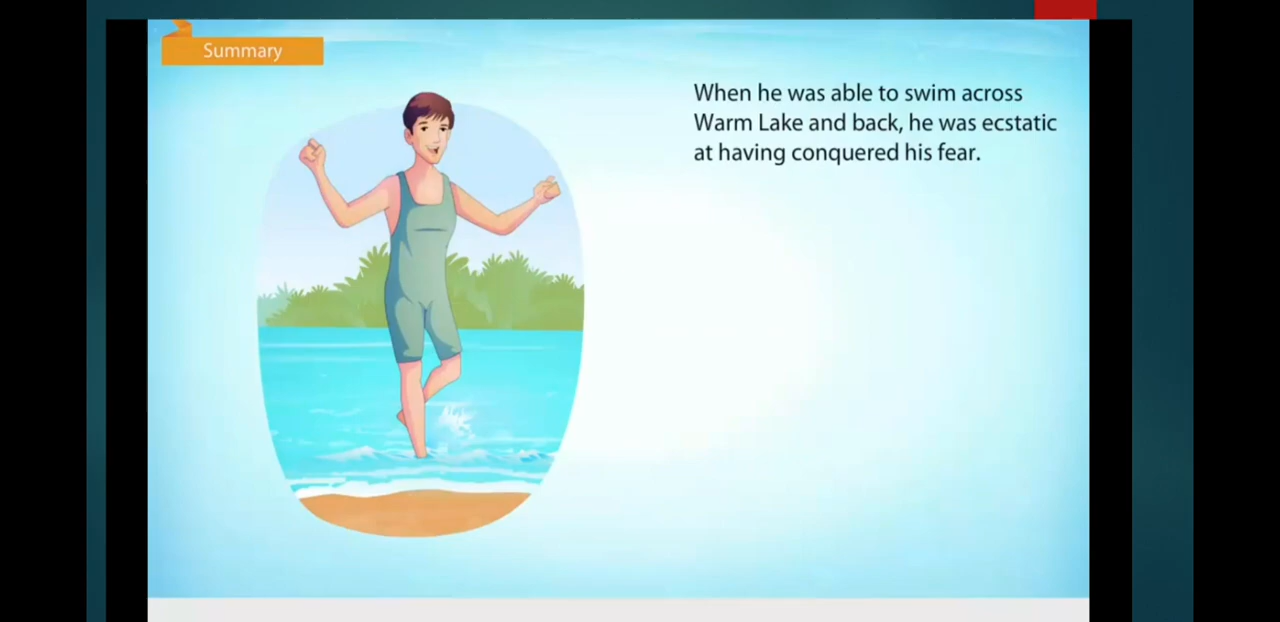 Summary
When he was able to swim across
Warm Lake and back, he was ecstatic
at having conquered his fear.